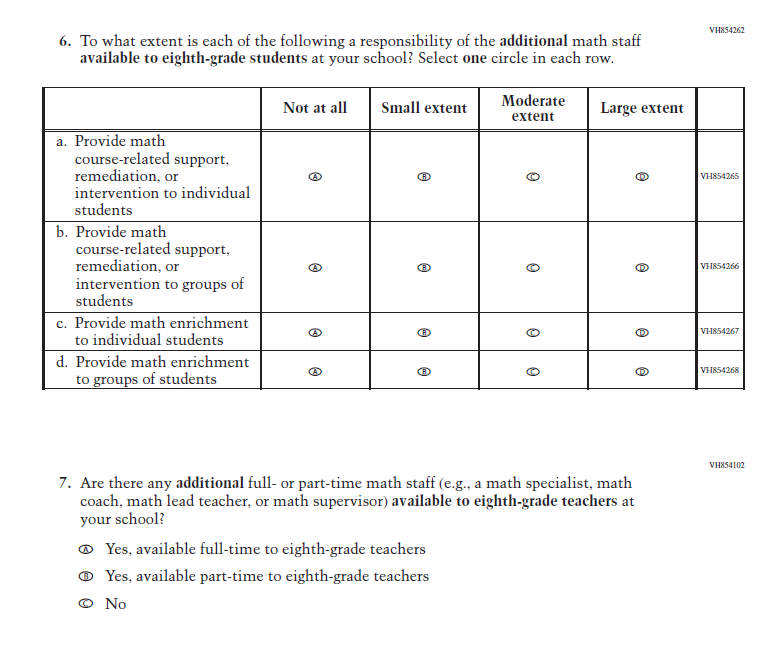 VH854262
6. To what extent is each of the following a responsibility of the additional math staff
available to eighth-grade students at your school? Select one circle in each row.
Not at all Small extent Moderate extent Large extent
a. Provide math
course-related support,
remediation, or
intervention to individual
students
A B C D VH854265
b. Provide math
course-related support,
remediation, or
intervention to groups of
students
A B C D VH854266
c. Provide math enrichment
to individual students
A B C D VH854267
d. Provide math enrichment
to groups of students
A B C D VH854268
VH854102
7. Are there any additional full- or part-time math staff (e.g., a math specialist, math
coach, math lead teacher, or math supervisor) available to eighth-grade teachers at
your school?
A Yes, available full-time to eighth-grade teachers
B Yes, available part-time to eighth-grade teachers
C No